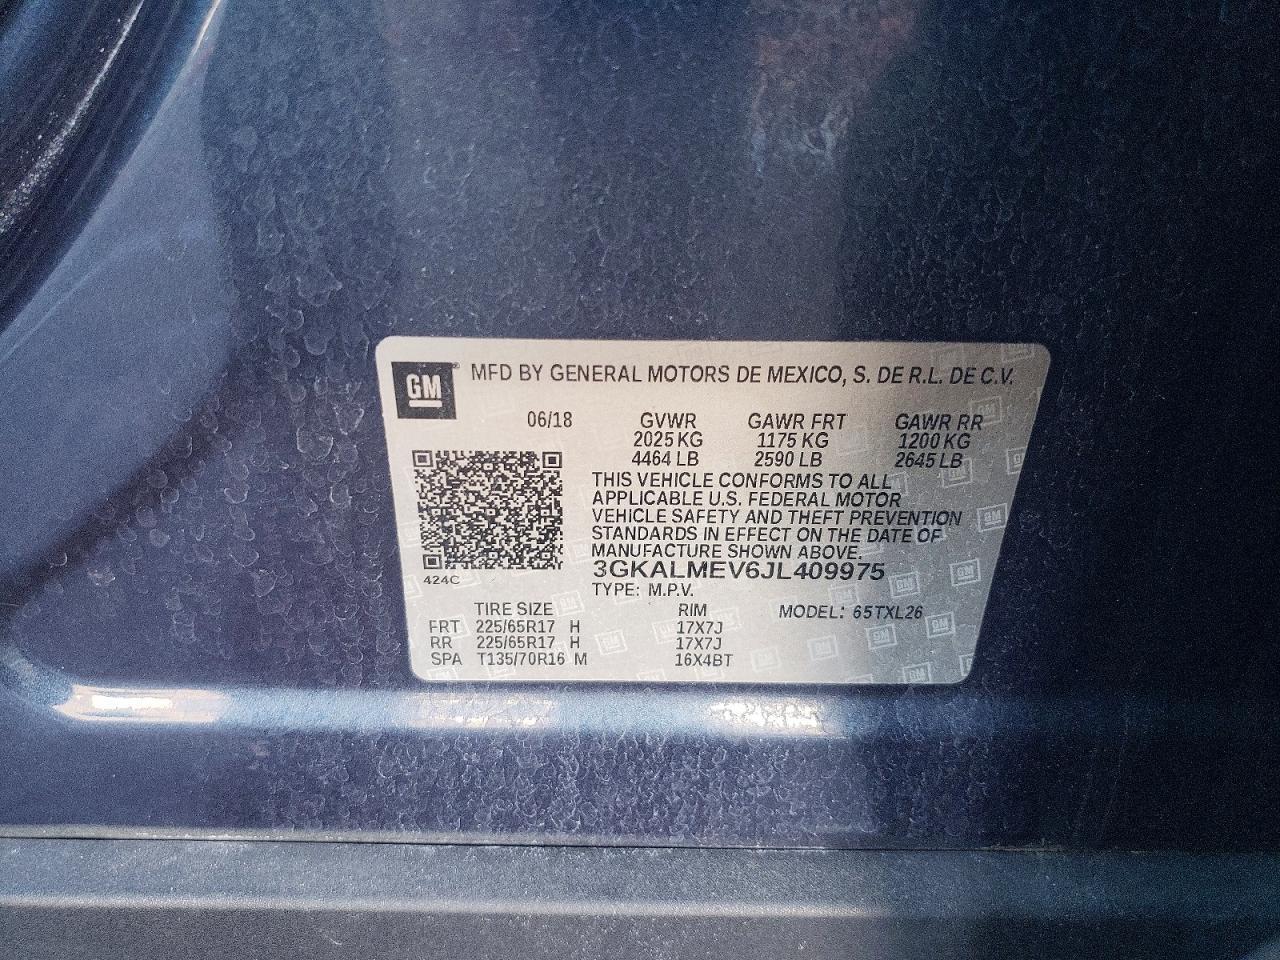 GM
MFD BY GENERAL MOTORS DE MEXICO, S. DE R.L. DE C.V.
06/18 GVWR GAWR FRT GAWR RR
2025 KG 1175 KG 1200 KG
4464 LB 2590 LB 2645 LB
THIS VEHICLE CONFORMS TO ALL
APPLICABLE U.S. FEDERAL MOTOR
VEHICLE SAFETY AND THEFT PREVENTION
STANDARDS IN EFFECT ON THE DATE OF
MANUFACTURE SHOWN ABOVE.
424C
3GKALMEV6JL409975
TYPE: M.P.V.
TIRE SIZE RIM MODEL: 65TXL26
FRT 225/65R17 H 17X7J
RR 225/65R17 H 17X7J
SPA T135/70R16 M 16X4BT